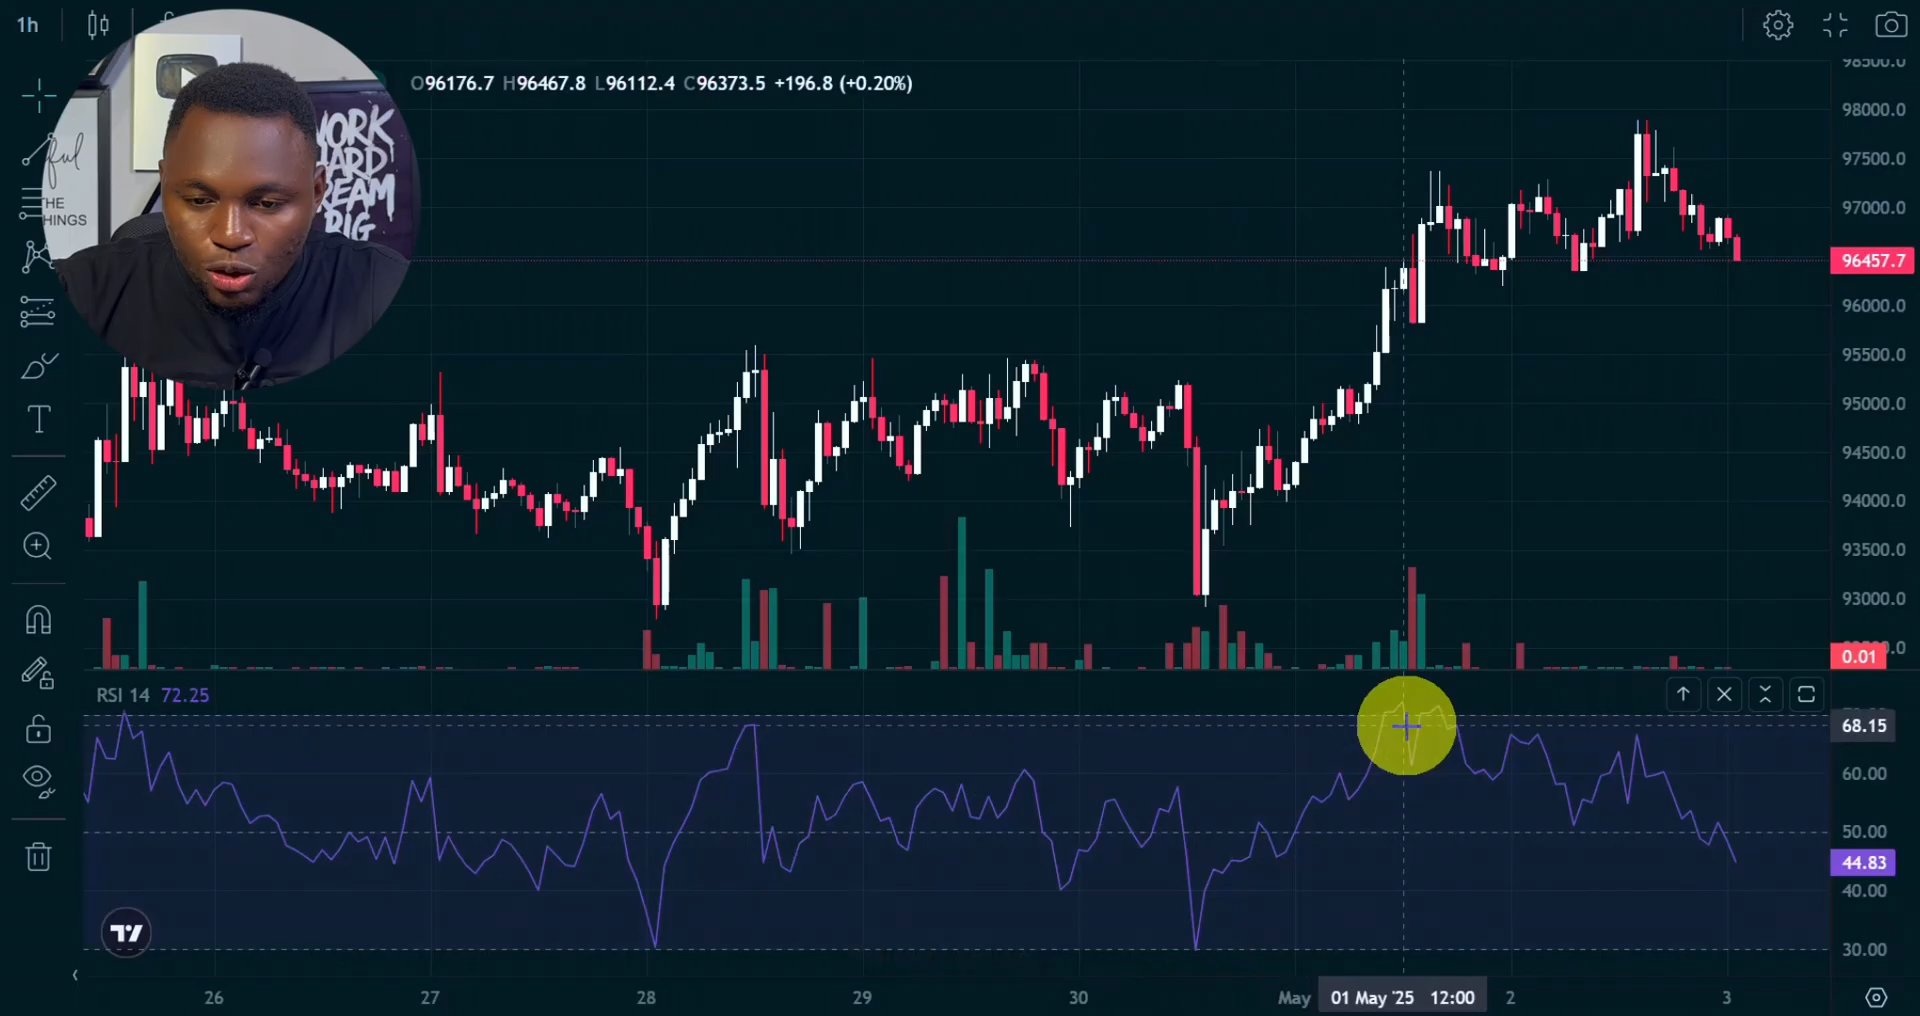 1h
O96176.7 H96467.8 L96112.4 C96373.5 +196.8 (+0.20%)
98500.0
98000.0
97500.0
97000.0
96457.7
96000.0
95500.0
95000.0
94500.0
94000.0
93500.0
93000.0
0.01
WORK
HARD
DREAM
BIG
ful
THE
THINGS
RSI 14 72.25
68.15
60.00
50.00
44.83
40.00
30.00
26 27 28 29 30 May 01 May '25 12:00 2 3